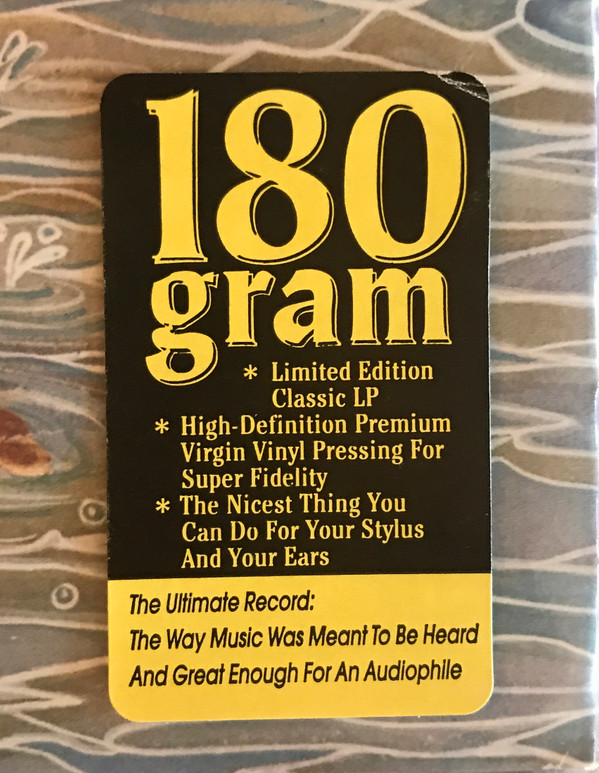 180
gram
* Limited Edition
Classic LP
* High-Definition Premium
Virgin Vinyl Pressing For
Super Fidelity
* The Nicest Thing You
Can Do For Your Stylus
And Your Ears
The Ultimate Record:
The Way Music Was Meant To Be Heard
And Great Enough For An Audiophile